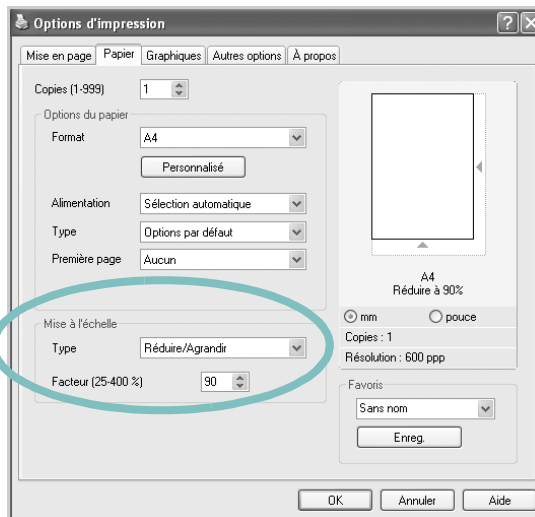 Options d'impression
Mise en page Papier Graphiques Autres options À propos
Copies (1-999) 1
Options du papier
Format A4
Personnalisé
Alimentation Sélection automatique
Type Options par défaut
Première page Aucun
Mise à l'échelle
Type Réduire/Agrandir
Facteur (25-400 %) 90
A4
Réduire à 90%
mm pouce
Copies : 1
Résolution : 600 ppp
Favoris
Sans nom
Enreg.
OK Annuler Aide